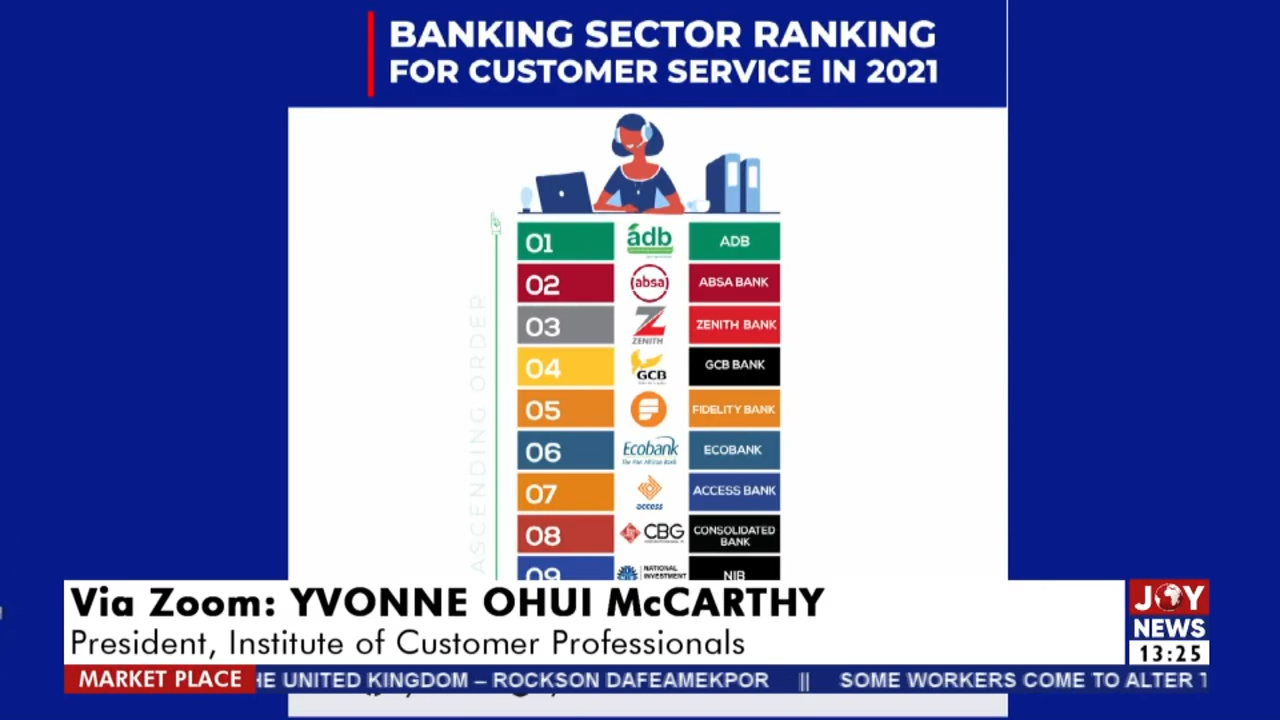 BANKING SECTOR RANKING
FOR CUSTOMER SERVICE IN 2021
ASCENDING ORDER
01 adb ADB
02 absa ABSA BANK
03 ZENITH ZENITH BANK
04 GCB GCB BANK
05 FIDELITY BANK
06 Ecobank The Pan African Bank ECOBANK
07 access ACCESS BANK
08 CBG CONSOLIDATED
BANK
09 NATIONAL
INVESTMENT NIB
Via Zoom: YVONNE OHUI McCARTHY
President, Institute of Customer Professionals
JOY
NEWS
13:25
MARKET PLACE HE UNITED KINGDOM – ROCKSON DAFEAMEKPOR || SOME WORKERS COME TO ALTER